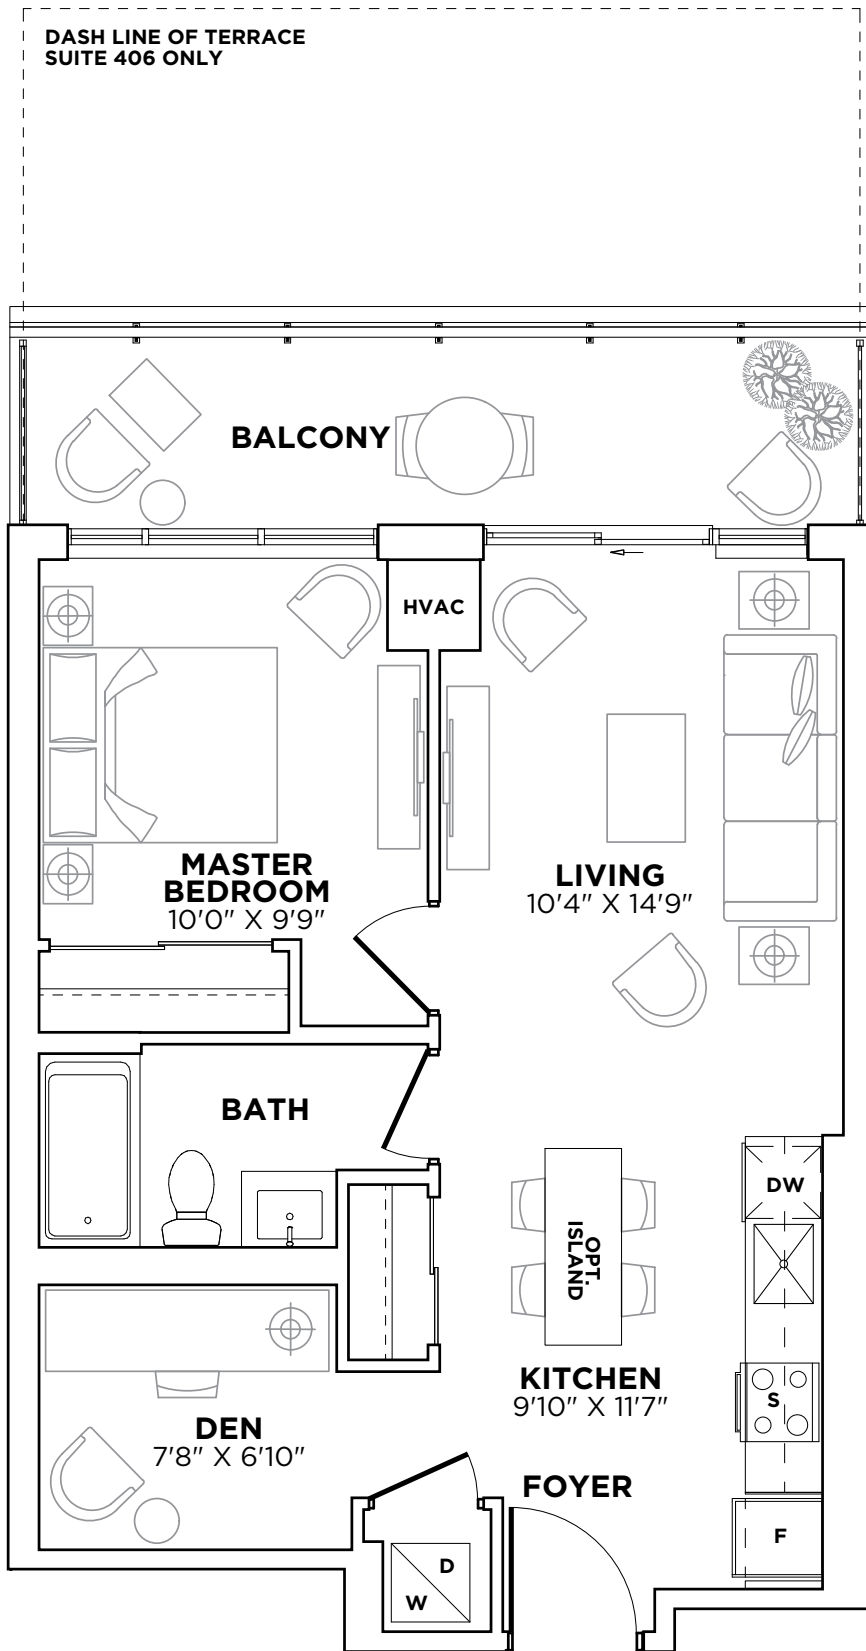 DASH LINE OF TERRACE
SUITE 406 ONLY
BALCONY
HVAC
MASTER
BEDROOM
10'0" X 9'9"
LIVING
10'4" X 14'9"
BATH
DW
OPT.
ISLAND
KITCHEN
9'10" X 11'7"
S
DEN
7'8" X 6'10"
FOYER
F
D
W